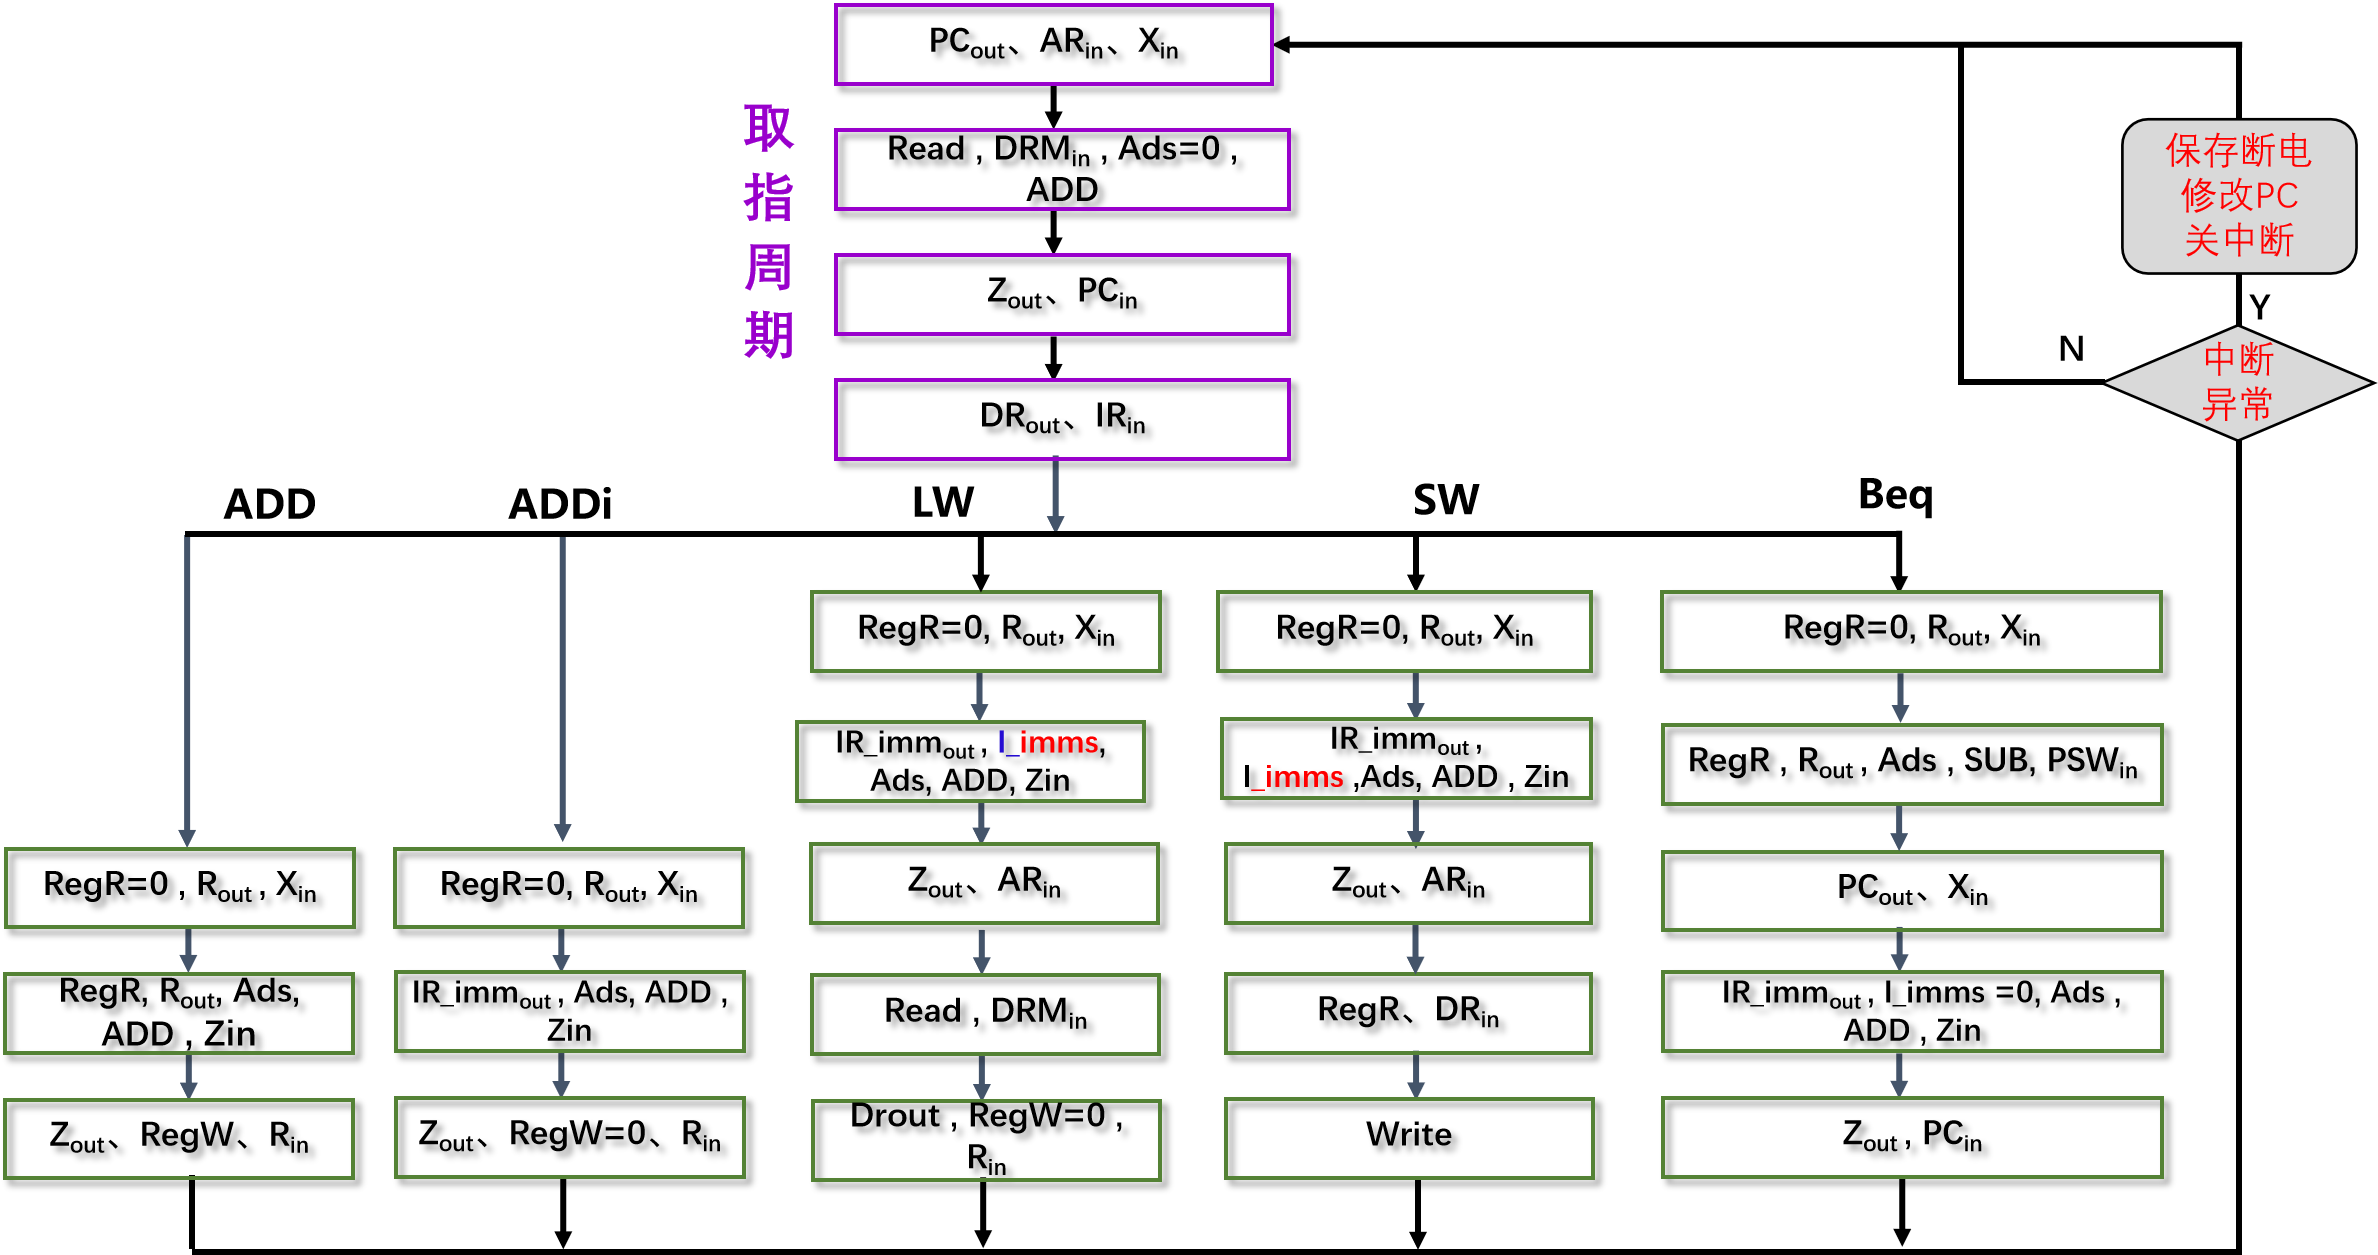 PCout、ARin、Xin
取
指
周
期
Read , DRMin , Ads=0 ,
ADD
Zout、PCin
DRout、IRin
保存断电
修改PC
关中断
Y
N
中断
异常
ADD
ADDi
LW
SW
Beq
RegR=0 , Rout , Xin
RegR, Rout, Ads,
ADD , Zin
Zout、RegW、Rin
RegR=0, Rout, Xin
IR_immout , Ads, ADD ,
Zin
Zout、RegW=0、Rin
RegR=0, Rout, Xin
IR_immout , I_imms,
Ads, ADD, Zin
Zout、ARin
Read , DRMin
Drout , RegW=0 ,
Rin
RegR=0, Rout, Xin
IR_immout ,
I_imms ,Ads, ADD , Zin
Zout、ARin
RegR、DRin
Write
RegR=0, Rout, Xin
RegR , Rout , Ads , SUB, PSWin
PCout、Xin
IR_immout , I_imms =0, Ads ,
ADD , Zin
Zout , PCin